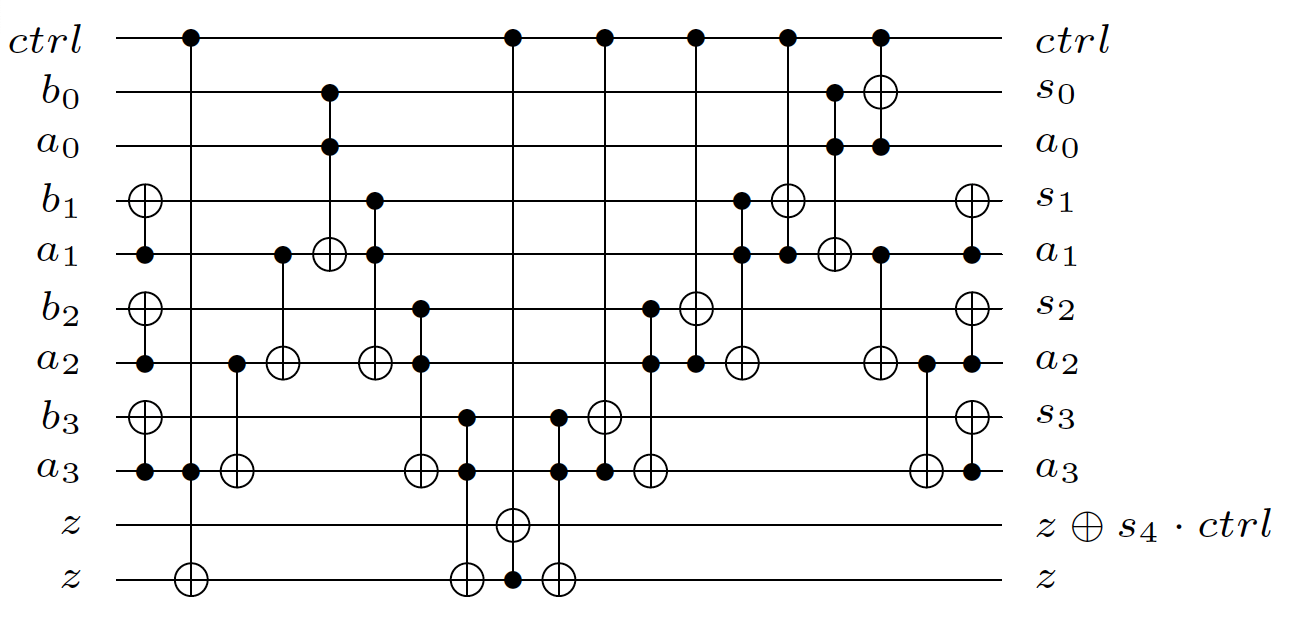 ctrl ctrl
b₀ s₀
a₀ a₀
b₁ s₁
a₁ a₁
b₂ s₂
a₂ a₂
b₃ s₃
a₃ a₃
z z ⊕ s₄ · ctrl
z z